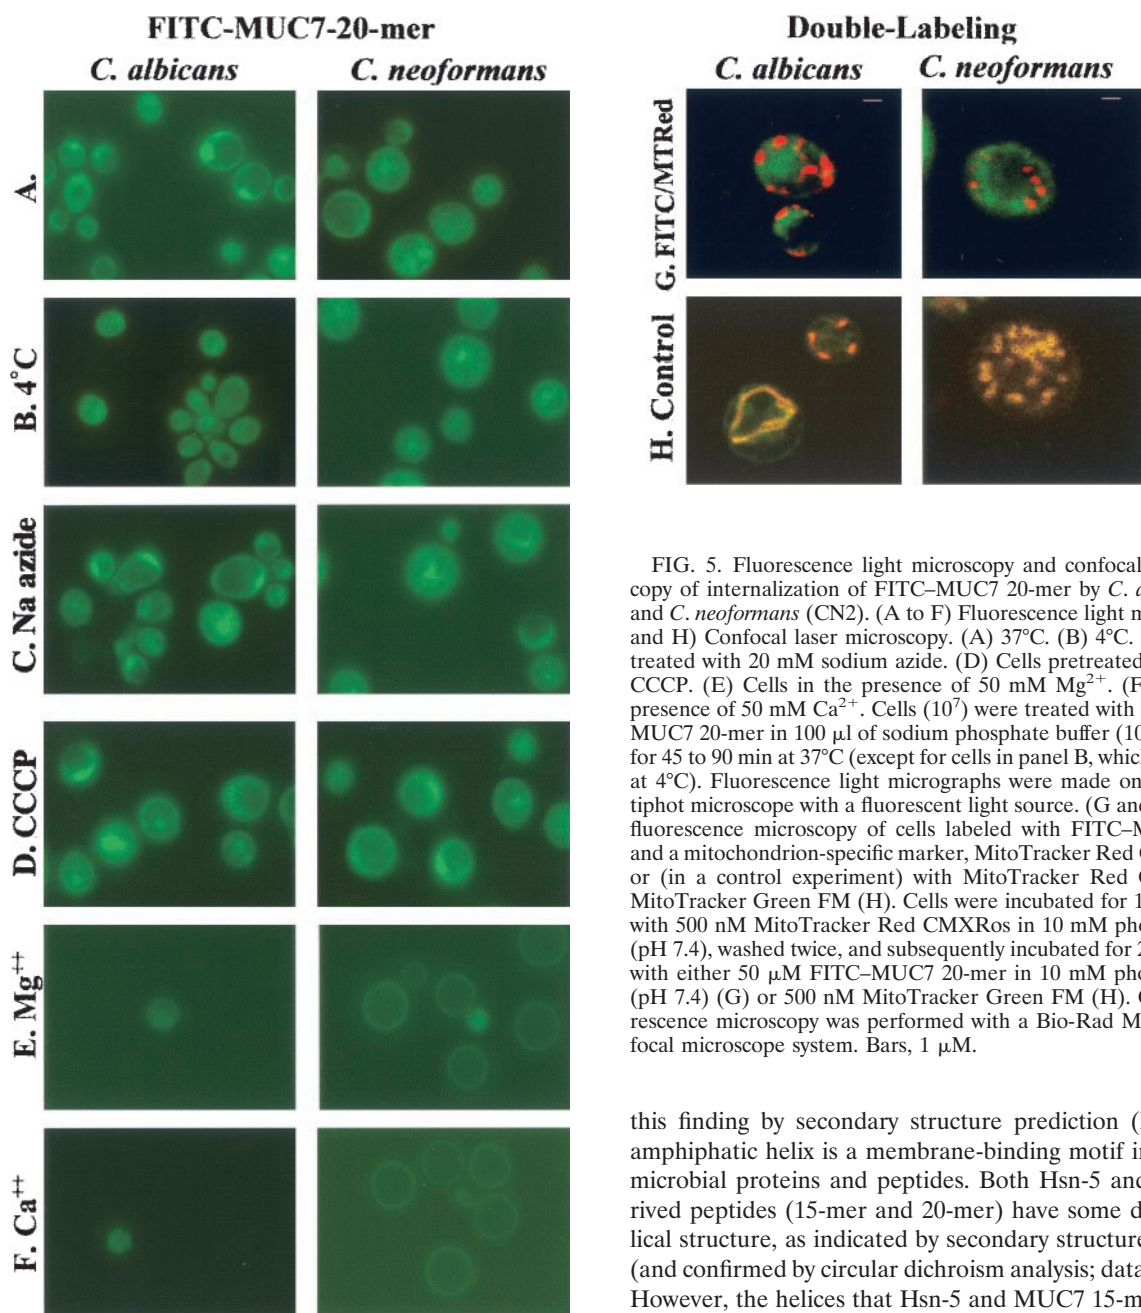 FITC-MUC7-20-mer
C. albicans
C. neoformans
A.
B. 4°C
C. Na azide
D. CCCP
E. Mg++
F. Ca++
Double-Labeling
C. albicans
C. neoformans
G. FITC/MTRed
H. Control
FIG. 5. Fluorescence light microscopy and confocal
copy of internalization of FITC–MUC7 20-mer by C. a
and C. neoformans (CN2). (A to F) Fluorescence light m
and H) Confocal laser microscopy. (A) 37°C. (B) 4°C.
treated with 20 mM sodium azide. (D) Cells pretreated
CCCP. (E) Cells in the presence of 50 mM Mg2+. (F
presence of 50 mM Ca2+. Cells (107) were treated with
MUC7 20-mer in 100 μl of sodium phosphate buffer (10
for 45 to 90 min at 37°C (except for cells in panel B, which
at 4°C). Fluorescence light micrographs were made on
tiphot microscope with a fluorescent light source. (G and
fluorescence microscopy of cells labeled with FITC–M
and a mitochondrion-specific marker, MitoTracker Red C
or (in a control experiment) with MitoTracker Red C
MitoTracker Green FM (H). Cells were incubated for 1
with 500 nM MitoTracker Red CMXRos in 10 mM pho
(pH 7.4), washed twice, and subsequently incubated for 2
with either 50 μM FITC–MUC7 20-mer in 10 mM pho
(pH 7.4) (G) or 500 nM MitoTracker Green FM (H). C
rescence microscopy was performed with a Bio-Rad M
focal microscope system. Bars, 1 μM.
this finding by secondary structure prediction (
amphiphatic helix is a membrane-binding motif i
microbial proteins and peptides. Both Hsn-5 and
rived peptides (15-mer and 20-mer) have some d
lical structure, as indicated by secondary structure
(and confirmed by circular dichroism analysis; data
However, the helices that Hsn-5 and MUC7 15-m